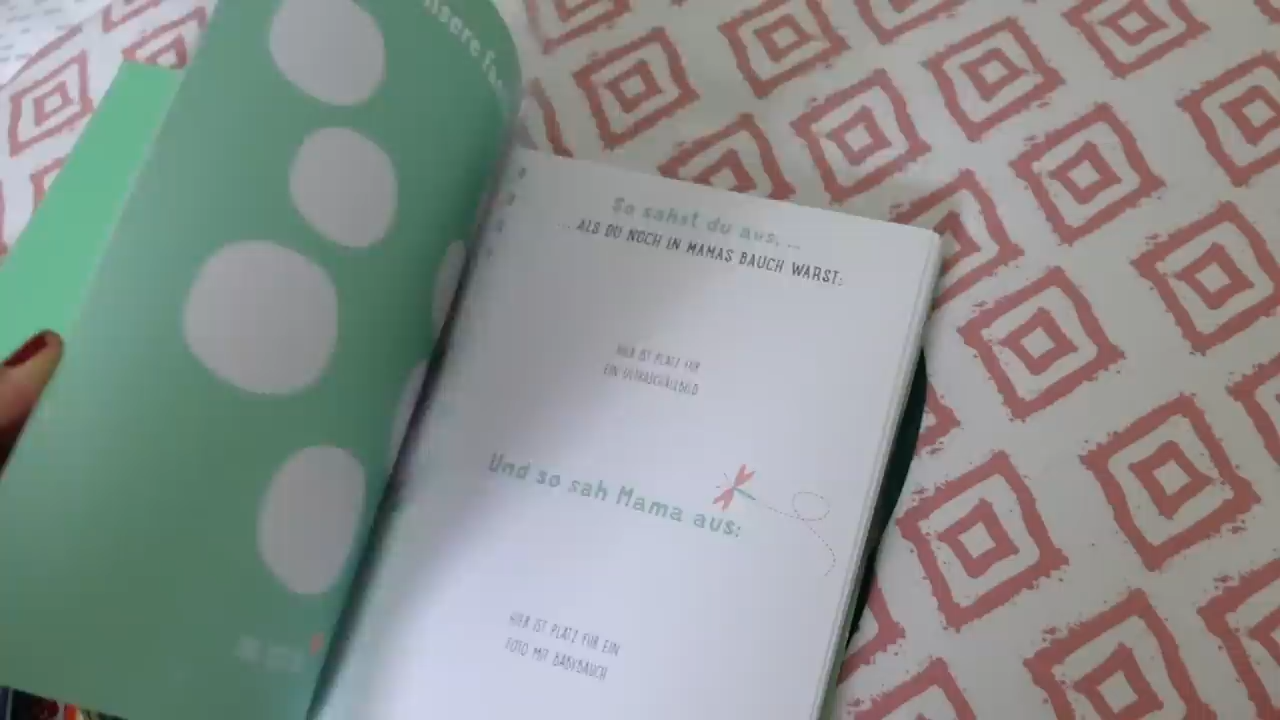 So sahst du aus, ...
... ALS DU NOCH IN MAMAS BAUCH WARST:
HIER IST PLATZ FÜR
EIN ULTRASCHALLBILD
Und so sah Mama aus:
HIER IST PLATZ FÜR EIN
FOTO MIT BABYBAUCH